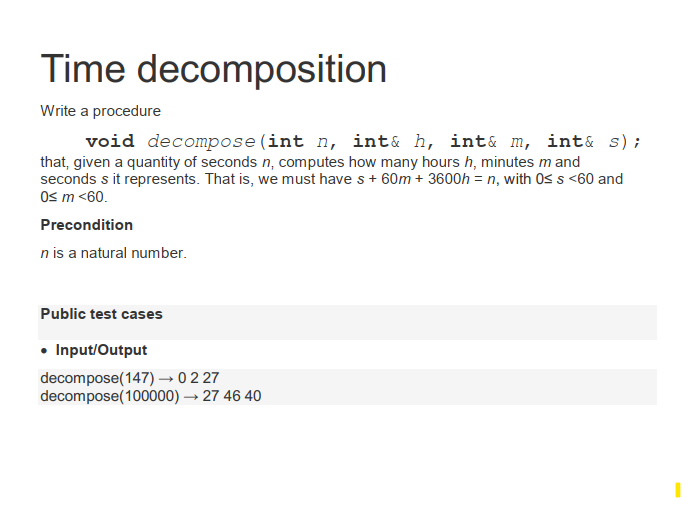 Time decomposition
Write a procedure
void decompose(int n, int& h, int& m, int& s);
that, given a quantity of seconds n, computes how many hours h, minutes m and
seconds s it represents. That is, we must have s + 60m + 3600h = n, with 0≤ s <60 and
0≤ m <60.
Precondition
n is a natural number.
Public test cases
• Input/Output
decompose(147) → 0 2 27
decompose(100000) → 27 46 40